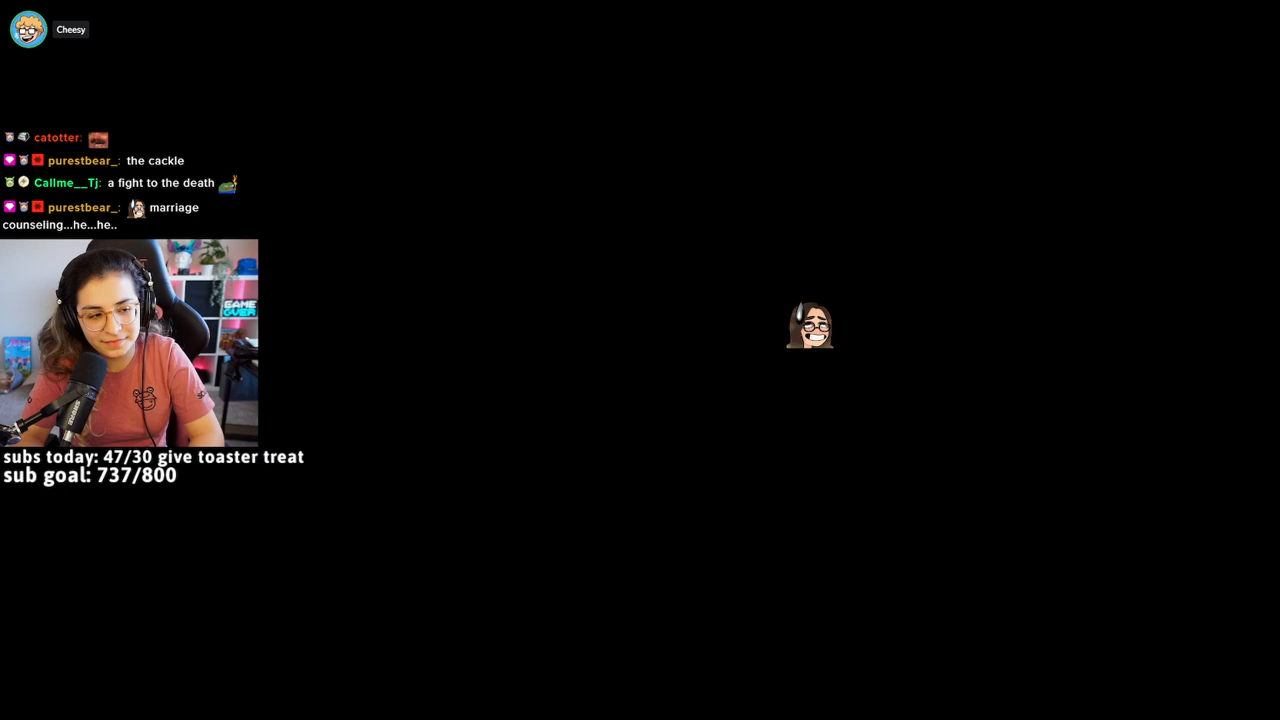 Cheesy
catotter:
purestbear_: the cackle
Callme__Tj: a fight to the death
purestbear_: marriage
counseling...he...he..
GAME
OVER
SHURE
subs today: 47/30 give toaster treat
sub goal: 737/800